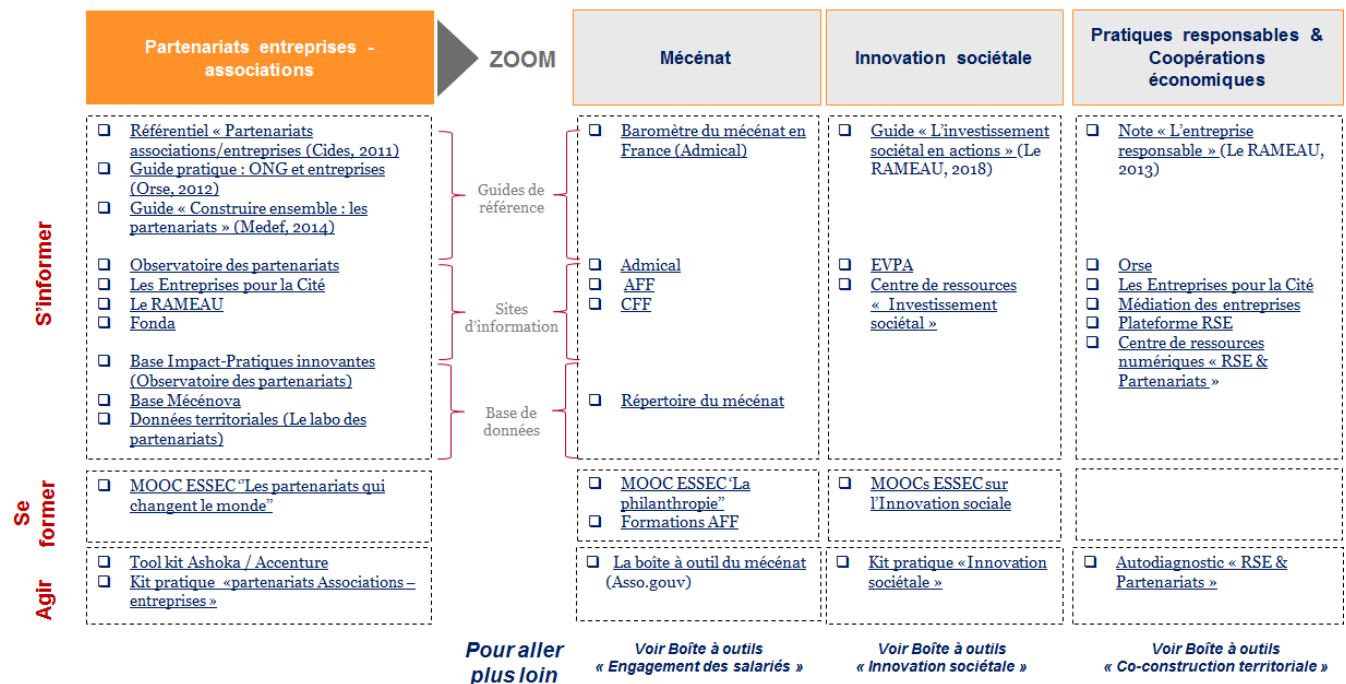 Partenariats entreprises -
associations
ZOOM
Mécénat
Innovation sociétale
Pratiques responsables &
Coopérations
économiques
S'informer
❑ Référentiel « Partenariats
associations/entreprises (Cides, 2011)
❑ Guide pratique : ONG et entreprises
(Orse, 2012)
❑ Guide « Construire ensemble : les
partenariats » (Medef, 2014)
❑ Observatoire des partenariats
❑ Les Entreprises pour la Cité
❑ Le RAMEAU
❑ Fonda
❑ Base Impact-Pratiques innovantes
(Observatoire des partenariats)
❑ Base Mécénova
❑ Données territoriales (Le labo des
partenariats)
Guides de
référence
Sites
d'information
Base de
données
❑ Baromètre du mécénat en
France (Admical)
❑ Admical
❑ AFF
❑ CFF
❑ Répertoire du mécénat
❑ Guide « L'investissement
sociétal en actions » (Le
RAMEAU, 2018)
❑ EVPA
❑ Centre de ressources
« Investissement
sociétal »
❑ Note « L'entreprise
responsable » (Le RAMEAU,
2013)
❑ Orse
❑ Les Entreprises pour la Cité
❑ Médiation des entreprises
❑ Plateforme RSE
❑ Centre de ressources
numériques « RSE &
Partenariats »
Se
former
❑ MOOC ESSEC "Les partenariats qui
changent le monde"
❑ MOOC ESSEC 'La
philanthropie"
❑ Formations AFF
❑ MOOCs ESSEC sur
l'Innovation sociale
Agir
❑ Tool kit Ashoka / Accenture
❑ Kit pratique «partenariats Associations –
entreprises »
❑ La boîte à outil du mécénat
(Asso.gouv)
❑ Kit pratique «Innovation
sociétale »
❑ Autodiagnostic « RSE &
Partenariats »
Pour aller
plus loin
Voir Boîte à outils
« Engagement des salariés »
Voir Boîte à outils
« Innovation sociétale »
Voir Boîte à outils
« Co-construction territoriale »